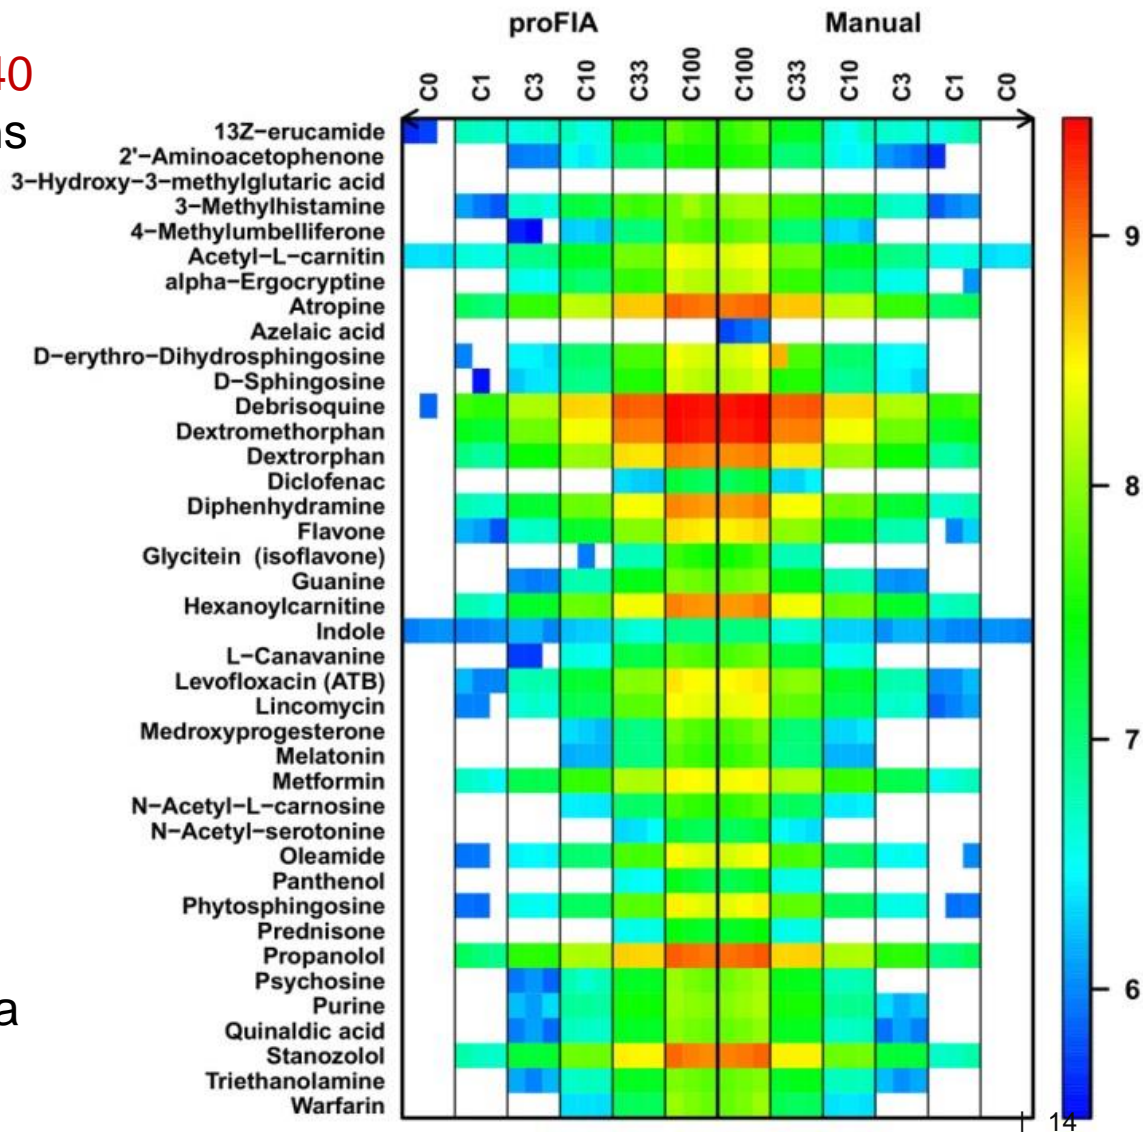 proFIA Manual
40
ns
C0 C1 C3 C10 C33 C100 C100 C33 C10 C3 C1 C0
13Z−erucamide
2'−Aminoacetophenone
3−Hydroxy−3−methylglutaric acid
3−Methylhistamine
4−Methylumbelliferone
Acetyl−L−carnitin
alpha−Ergocryptine
Atropine
Azelaic acid
D−erythro−Dihydrosphingosine
D−Sphingosine
Debrisoquine
Dextromethorphan
Dextrorphan
Diclofenac
Diphenhydramine
Flavone
Glycitein (isoflavone)
Guanine
Hexanoylcarnitine
Indole
L−Canavanine
Levofloxacin (ATB)
Lincomycin
Medroxyprogesterone
Melatonin
Metformin
N−Acetyl−L−carnosine
N−Acetyl−serotonine
Oleamide
Panthenol
Phytosphingosine
Prednisone
Propanolol
Psychosine
Purine
Quinaldic acid
Stanozolol
Triethanolamine
Warfarin
a
9
8
7
6
14